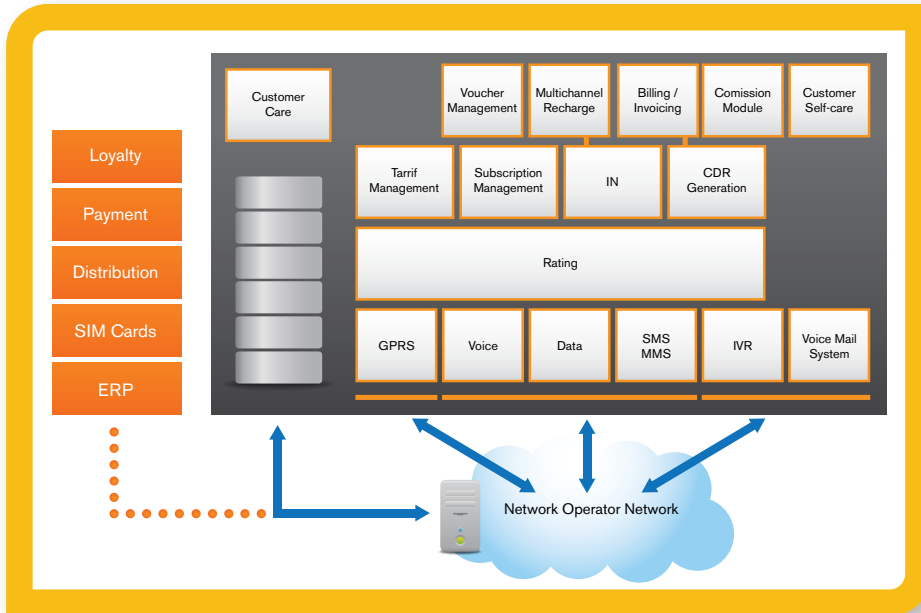 Customer
Care
Voucher
Management
Multichannel
Recharge
Billing /
Invoicing
Comission
Module
Customer
Self-care
Loyalty
Payment
Distribution
SIM Cards
ERP
Tarrif
Management
Subscription
Management
IN
CDR
Generation
Rating
GPRS
Voice
Data
SMS
MMS
IVR
Voice Mail
System
Network Operator Network